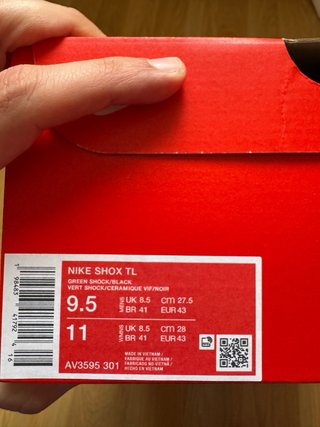 NIKE SHOX TL
GREEN SHOCK/BLACK
VERT SHOCK/CERAMIQUE VIF/NOIR
9.5 MENS UK 8.5 cm 27.5
BR 41 EUR 43
11 WMNS UK 8.5 cm 28
BR 41 EUR 43
AV3595 301
MADE IN VIETNAM /
FABRIQUÉ AU VIETNAM /
FABRICADO NO VIETNÃ /
HECHO EN VIETNAM